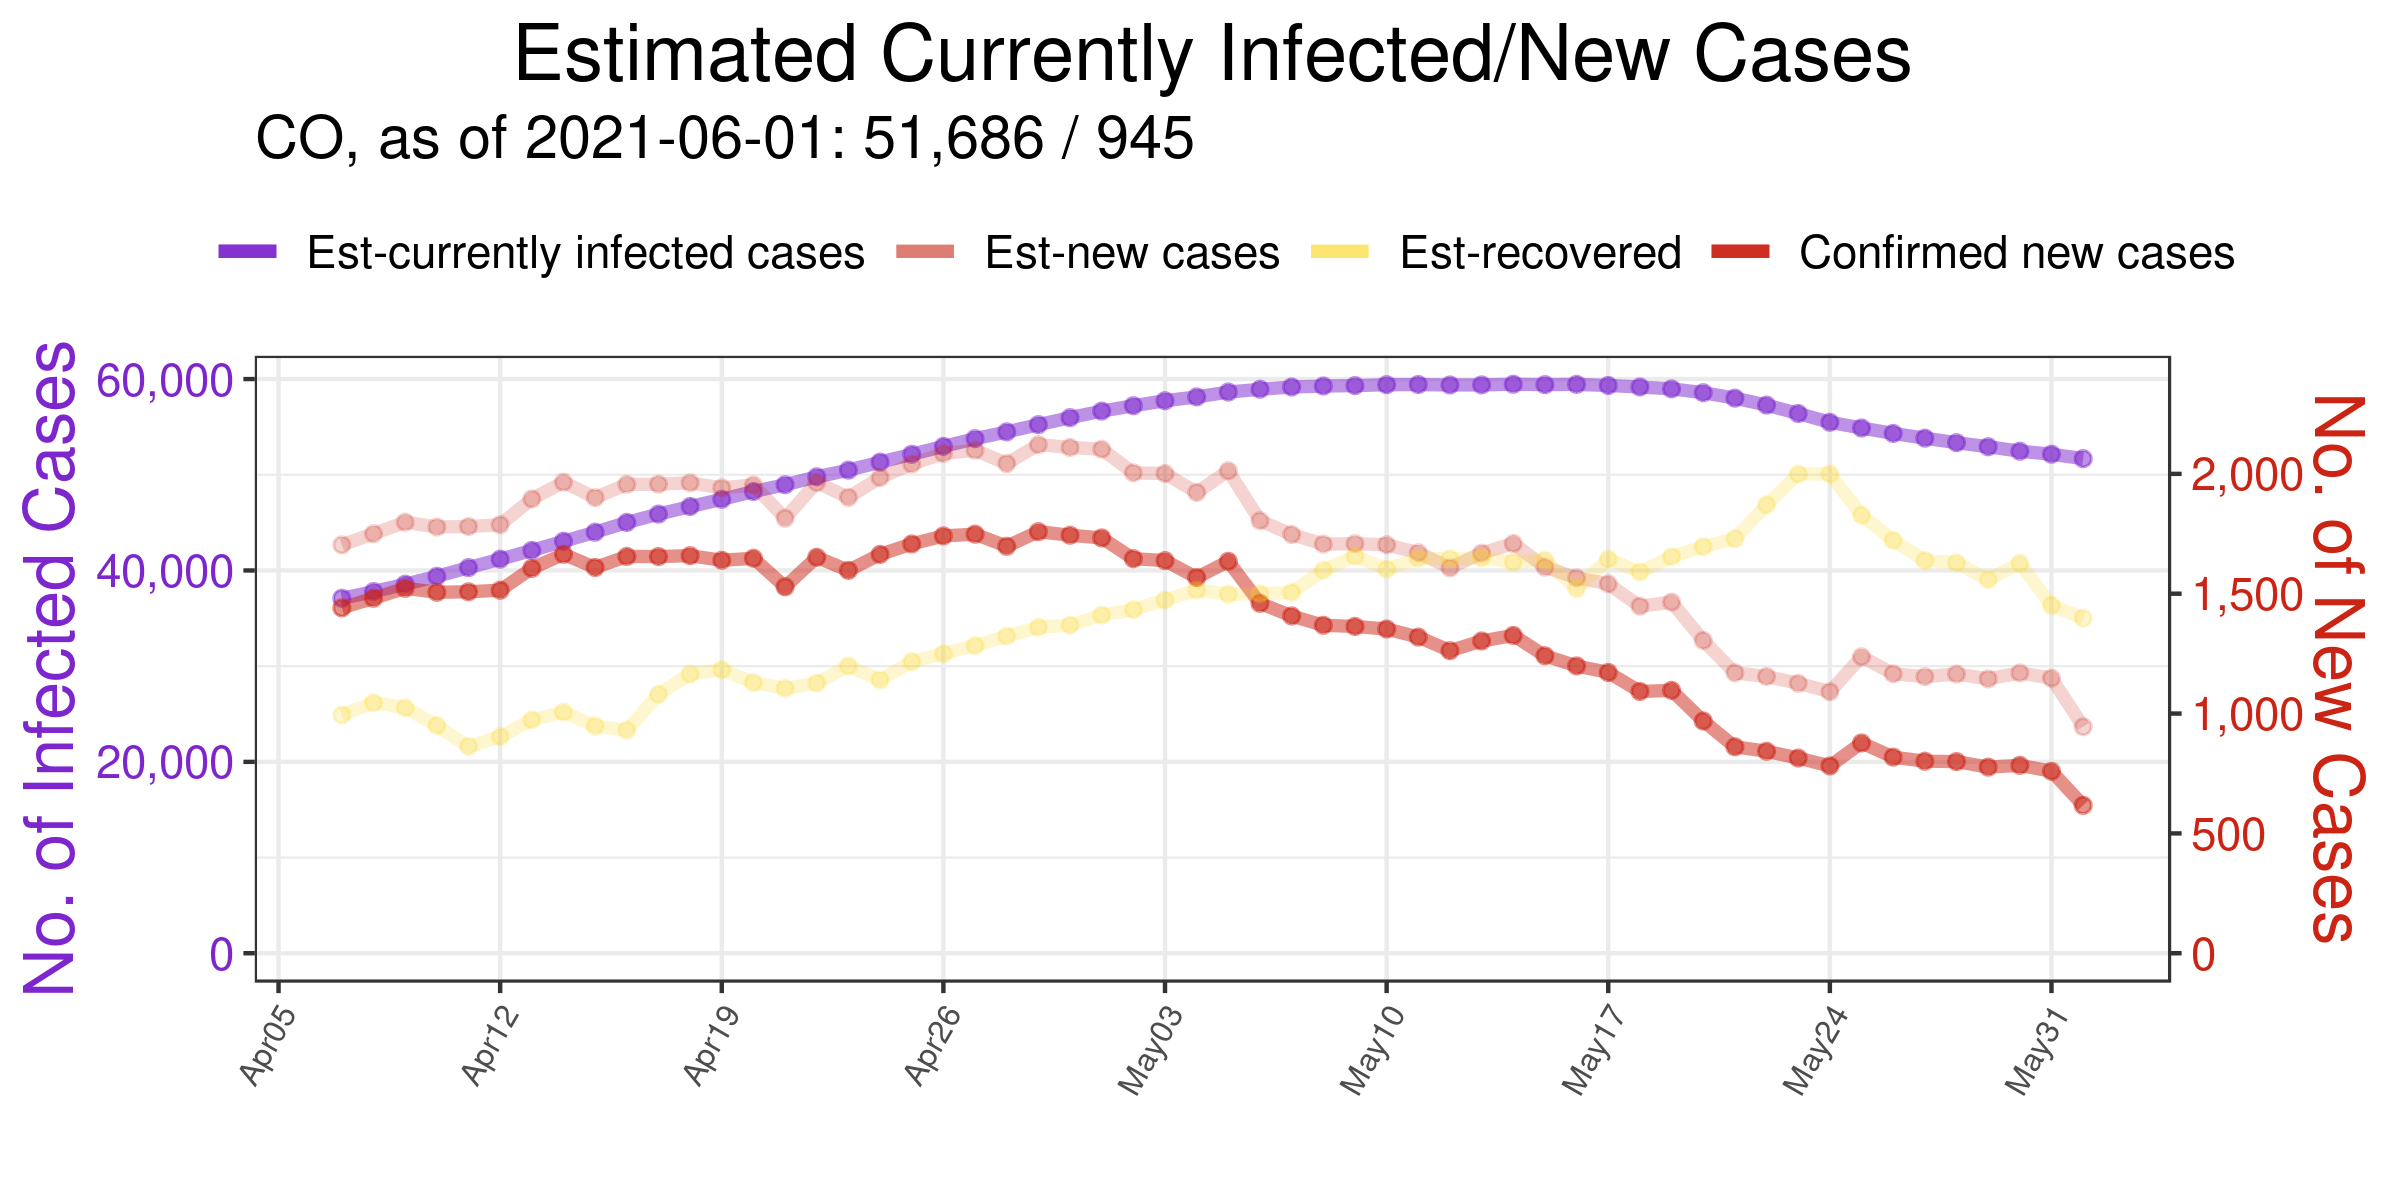 Estimated Currently Infected/New Cases
CO, as of 2021-06-01: 51,686 / 945
Est-currently infected cases Est-new cases Est-recovered Confirmed new cases
No. of Infected Cases
60,000
40,000
20,000
0
2,000
1,500
1,000
500
0
No. of New Cases
Apr05 Apr12 Apr19 Apr26 May03 May10 May17 May24 May31